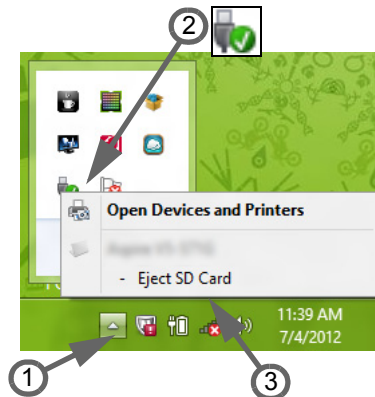 2
Open Devices and Printers
- Eject SD Card
11:39 AM
7/4/2012
1
3